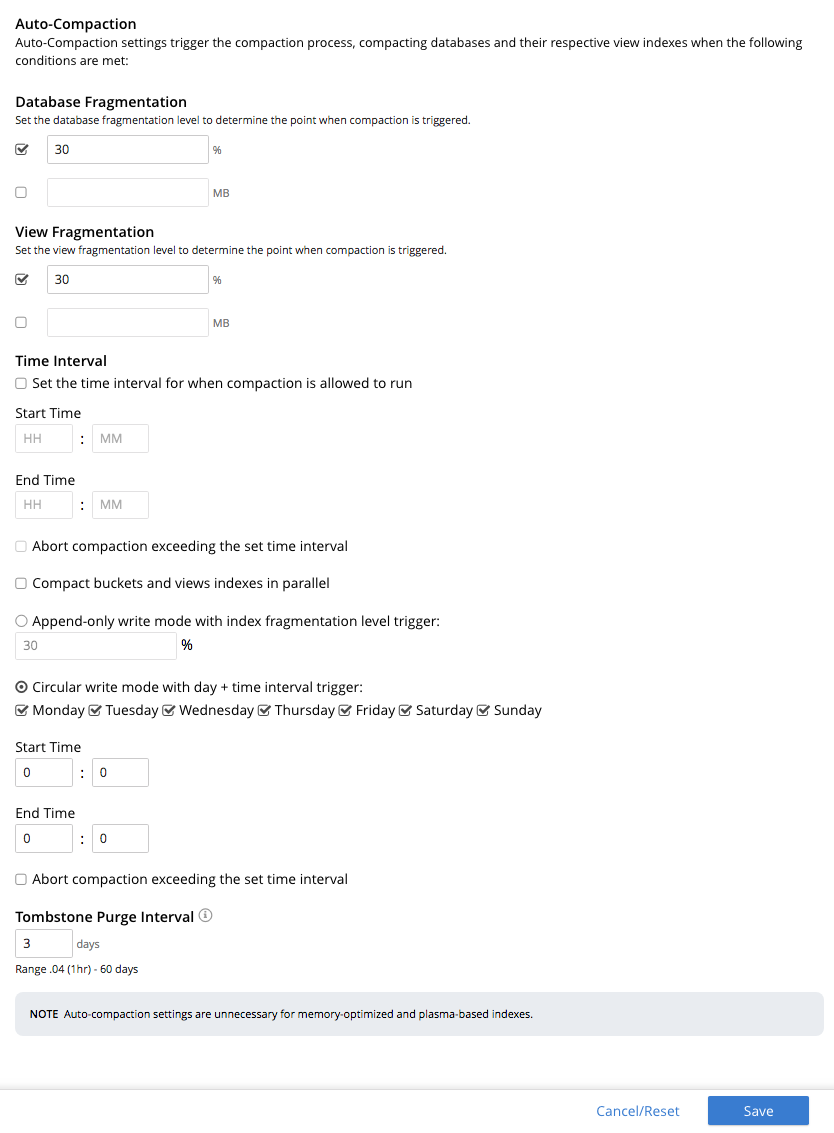 Auto-Compaction
Auto-Compaction settings trigger the compaction process, compacting databases and their respective view indexes when the following
conditions are met:
Database Fragmentation
Set the database fragmentation level to determine the point when compaction is triggered.
30 %
MB
View Fragmentation
Set the view fragmentation level to determine the point when compaction is triggered.
30 %
MB
Time Interval
Set the time interval for when compaction is allowed to run
Start Time
HH : MM
End Time
HH : MM
Abort compaction exceeding the set time interval
Compact buckets and views indexes in parallel
Append-only write mode with index fragmentation level trigger:
30 %
Circular write mode with day + time interval trigger:
Monday Tuesday Wednesday Thursday Friday Saturday Sunday
Start Time
0 : 0
End Time
0 : 0
Abort compaction exceeding the set time interval
Tombstone Purge Interval
3 days
Range .04 (1hr) - 60 days
NOTE Auto-compaction settings are unnecessary for memory-optimized and plasma-based indexes.
Cancel/Reset Save